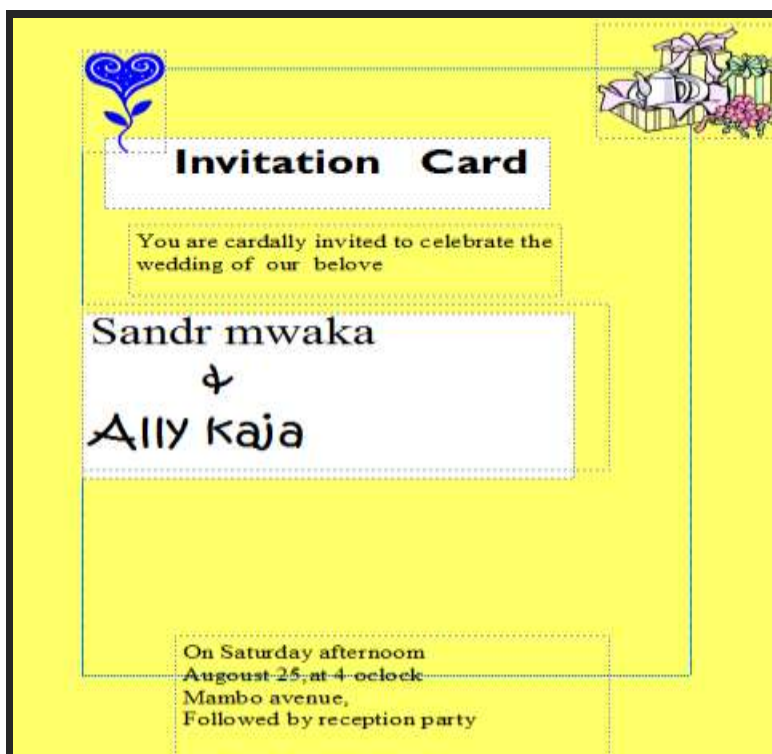 Invitation Card
You are cardally invited to celebrate the
wedding of our belove
Sandr mwaka
&
Ally kaja
On Saturday afternoom
Augoust 25,at 4 oclock
Mambo avenue,
Followed by reception party